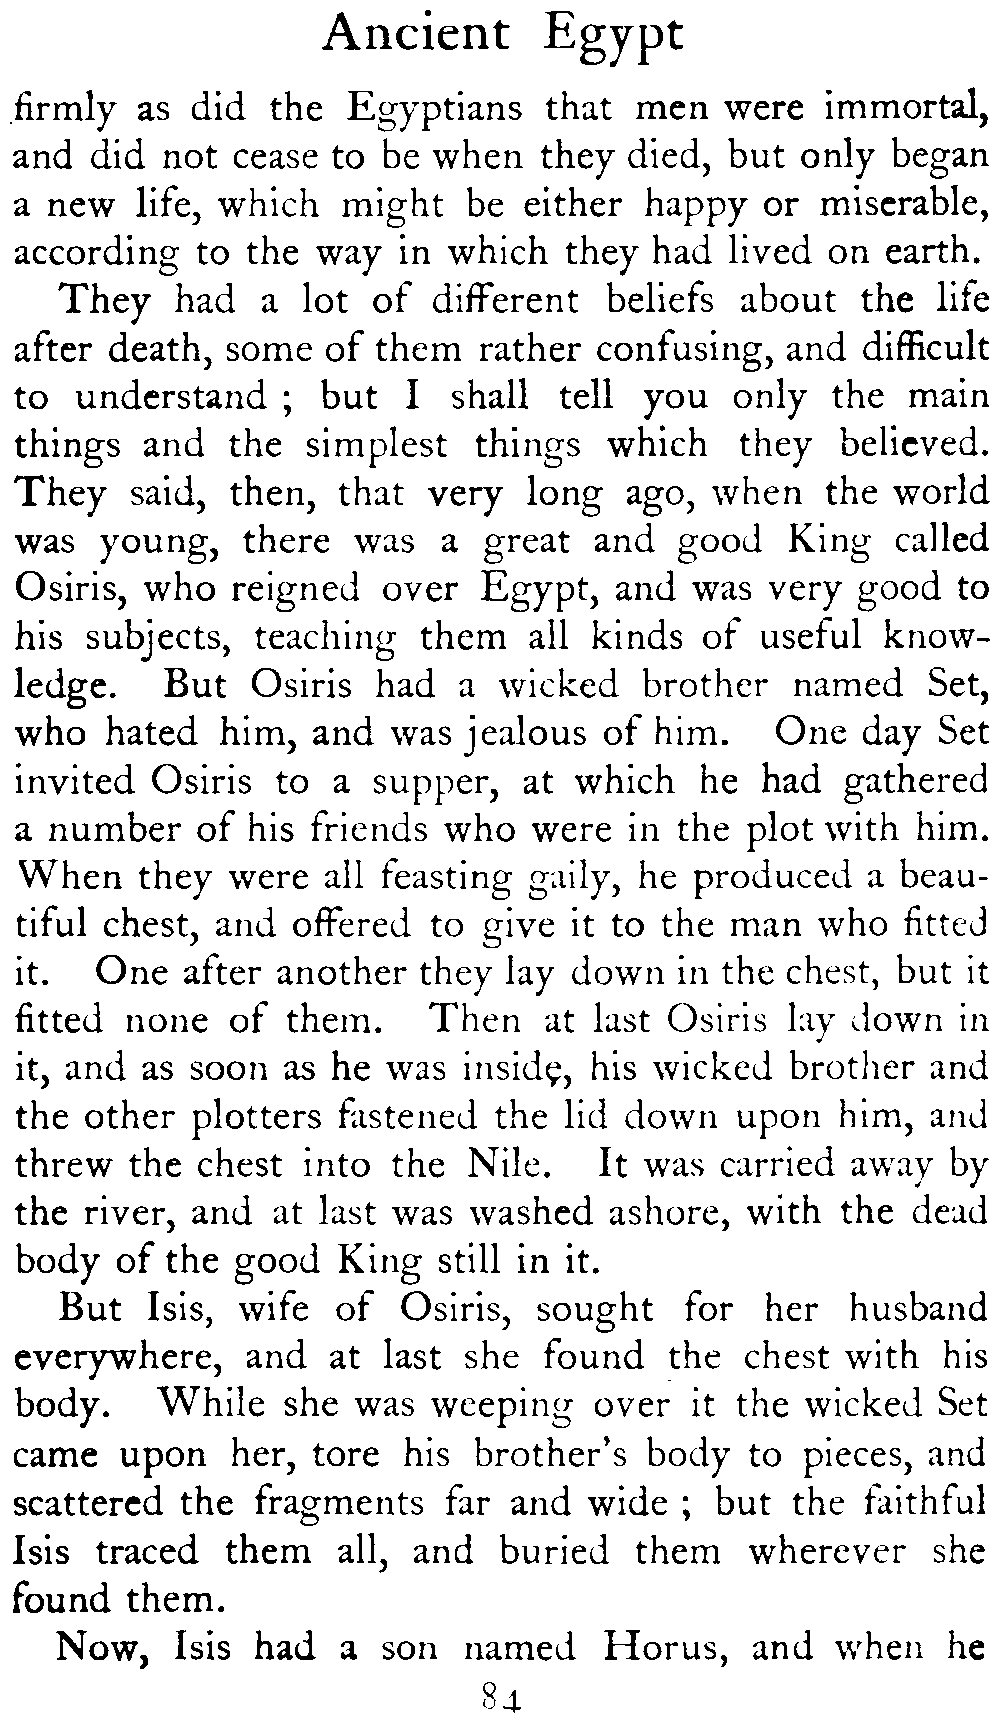 Ancient Egypt
firmly as did the Egyptians that men were immortal,
and did not cease to be when they died, but only began
a new life, which might be either happy or miserable,
according to the way in which they had lived on earth.
They had a lot of different beliefs about the life
after death, some of them rather confusing, and difficult
to understand ; but I shall tell you only the main
things and the simplest things which they believed.
They said, then, that very long ago, when the world
was young, there was a great and good King called
Osiris, who reigned over Egypt, and was very good to
his subjects, teaching them all kinds of useful know-
ledge. But Osiris had a wicked brother named Set,
who hated him, and was jealous of him. One day Set
invited Osiris to a supper, at which he had gathered
a number of his friends who were in the plot with him.
When they were all feasting gaily, he produced a beau-
tiful chest, and offered to give it to the man who fitted
it. One after another they lay down in the chest, but it
fitted none of them. Then at last Osiris lay down in
it, and as soon as he was inside, his wicked brother and
the other plotters fastened the lid down upon him, and
threw the chest into the Nile. It was carried away by
the river, and at last was washed ashore, with the dead
body of the good King still in it.
But Isis, wife of Osiris, sought for her husband
everywhere, and at last she found the chest with his
body. While she was weeping over it the wicked Set
came upon her, tore his brother's body to pieces, and
scattered the fragments far and wide ; but the faithful
Isis traced them all, and buried them wherever she
found them.
Now, Isis had a son named Horus, and when he
84